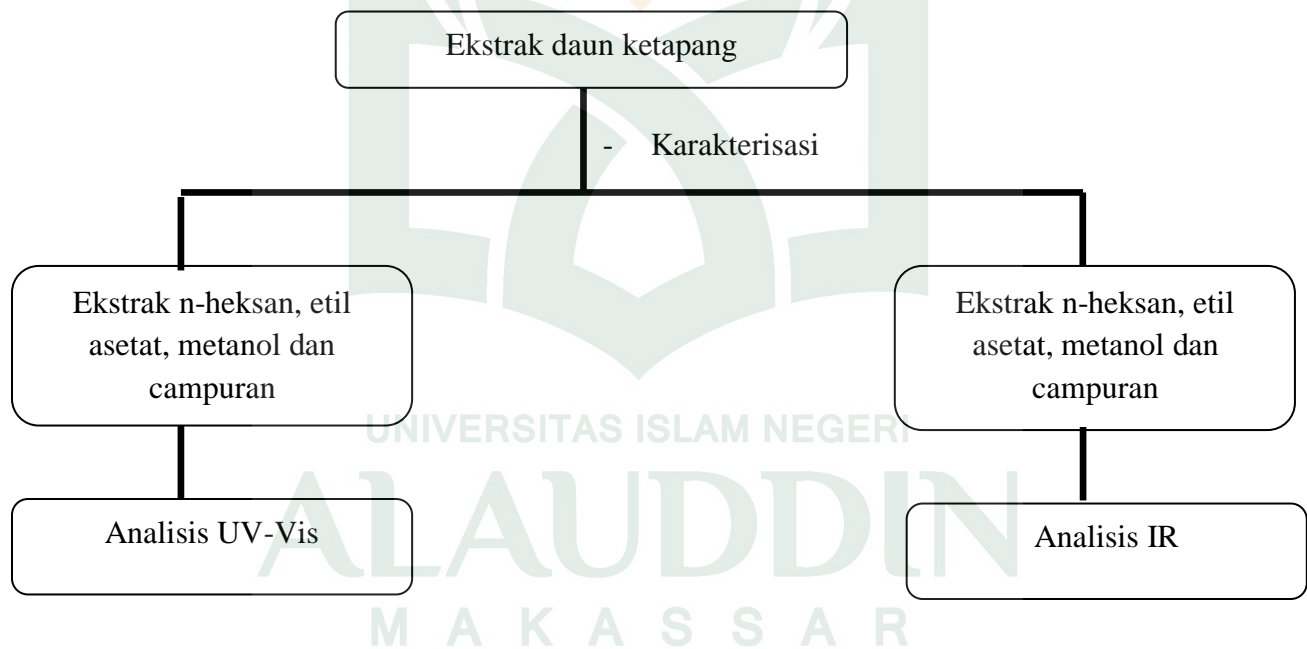 Ekstrak daun ketapang
- Karakterisasi
Ekstrak n-heksan, etil
asetat, metanol dan
campuran
Ekstrak n-heksan, etil
asetat, metanol dan
campuran
UNIVERSITAS ISLAM NEGERI
Analisis UV-Vis
Analisis IR
ALAUDDIN
MAKASSAR